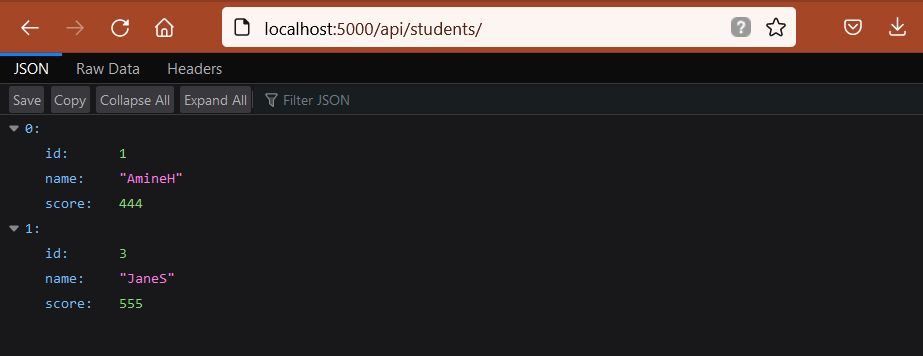 localhost:5000/api/students/
?
JSON Raw Data Headers
Save Copy Collapse All Expand All Filter JSON
0:
id: 1
name: "AmineH"
score: 444
1:
id: 3
name: "JaneS"
score: 555